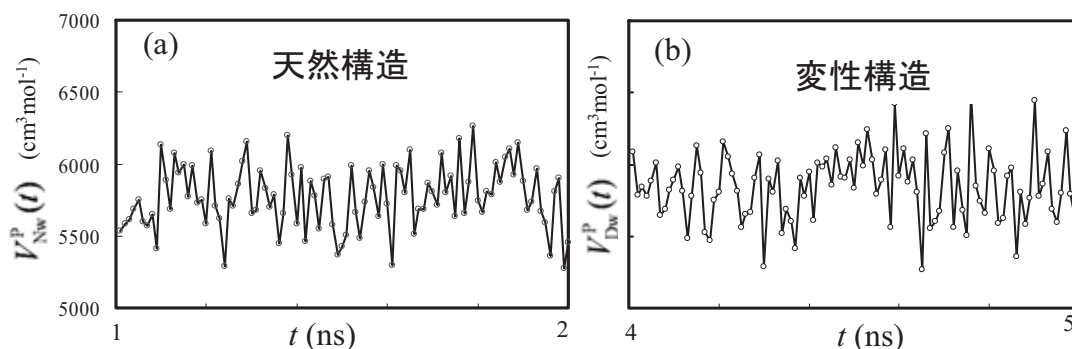 7000
6500
6000
5500
5000
V^P_Nw(t) (cm³mol⁻¹)
(a)
天然構造
1
t (ns)
2
V^P_Dw(t) (cm³mol⁻¹)
(b)
変性構造
4
t (ns)
5